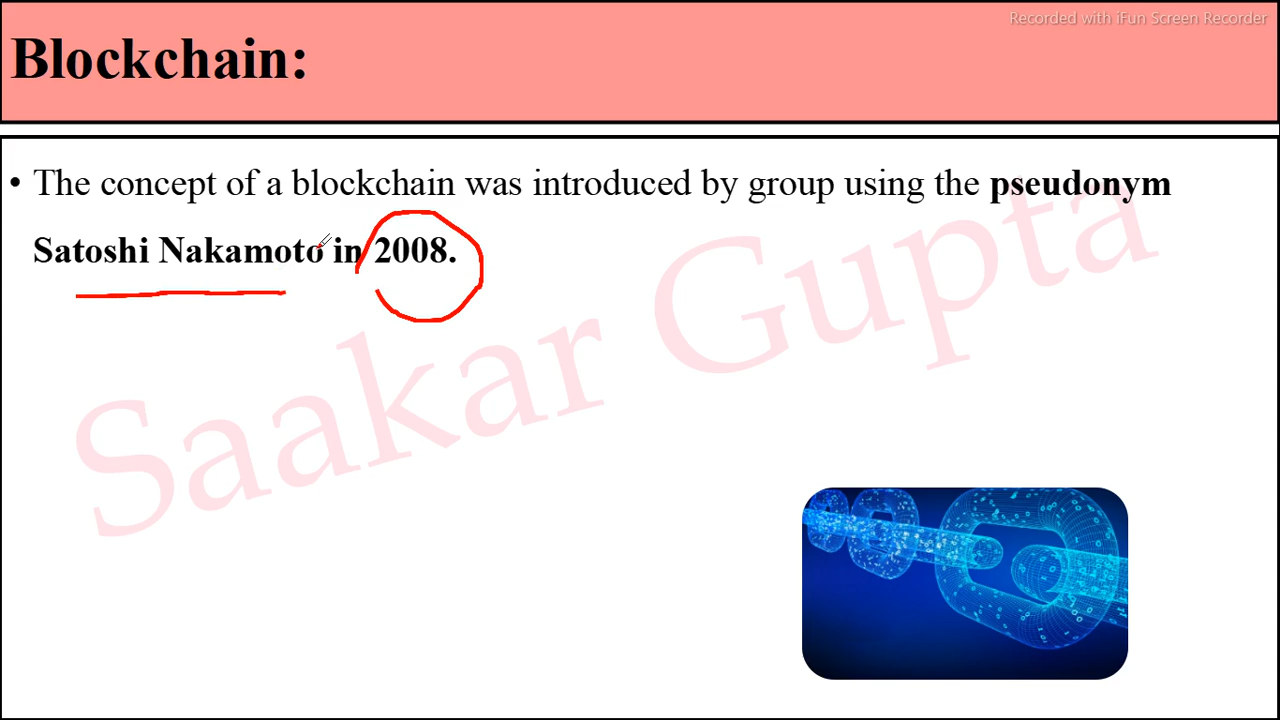 Recorded with iFun Screen Recorder
Blockchain:
• The concept of a blockchain was introduced by group using the pseudonym
Satoshi Nakamoto in 2008.
Saakar Gupta